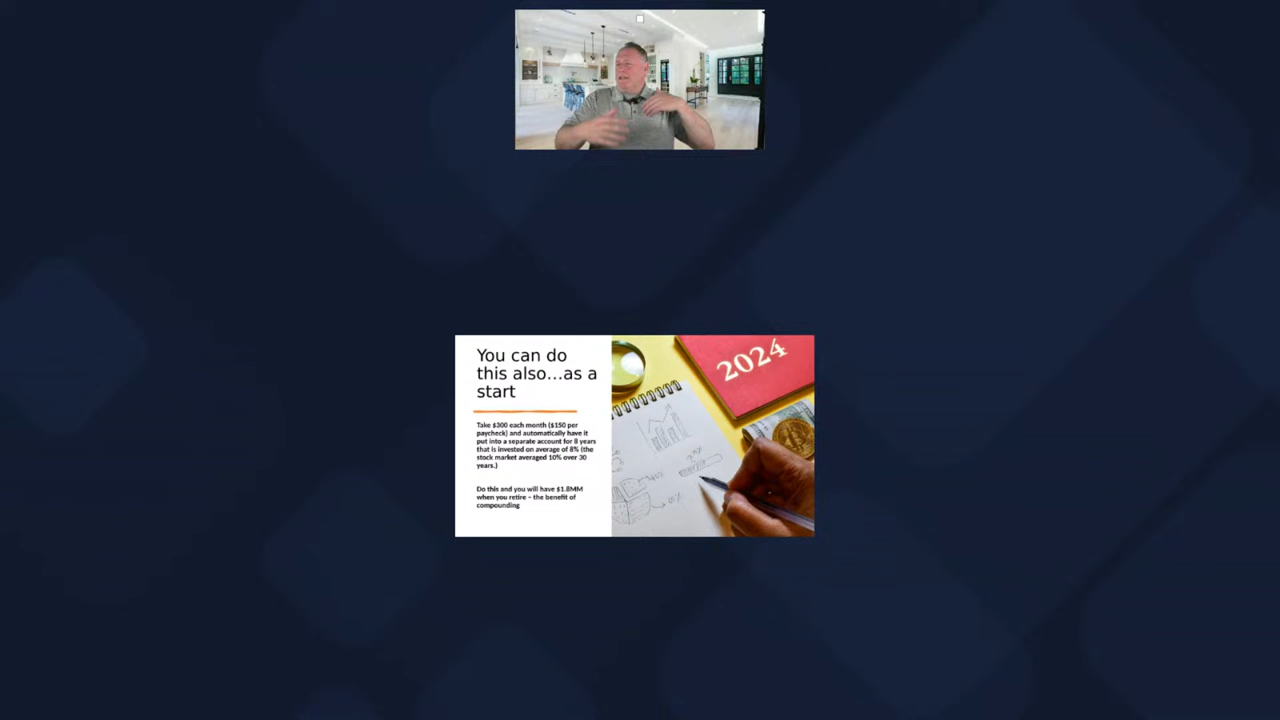 You can do
this also...as a
start
Take $300 each month ($150 per
paycheck) and automatically have it
put into a separate account for 8 years
that is invested on average of 8% (the
stock market averaged 10% over 30
years.)
Do this and you will have $1.8MM
when you retire – the benefit of
compounding
2024